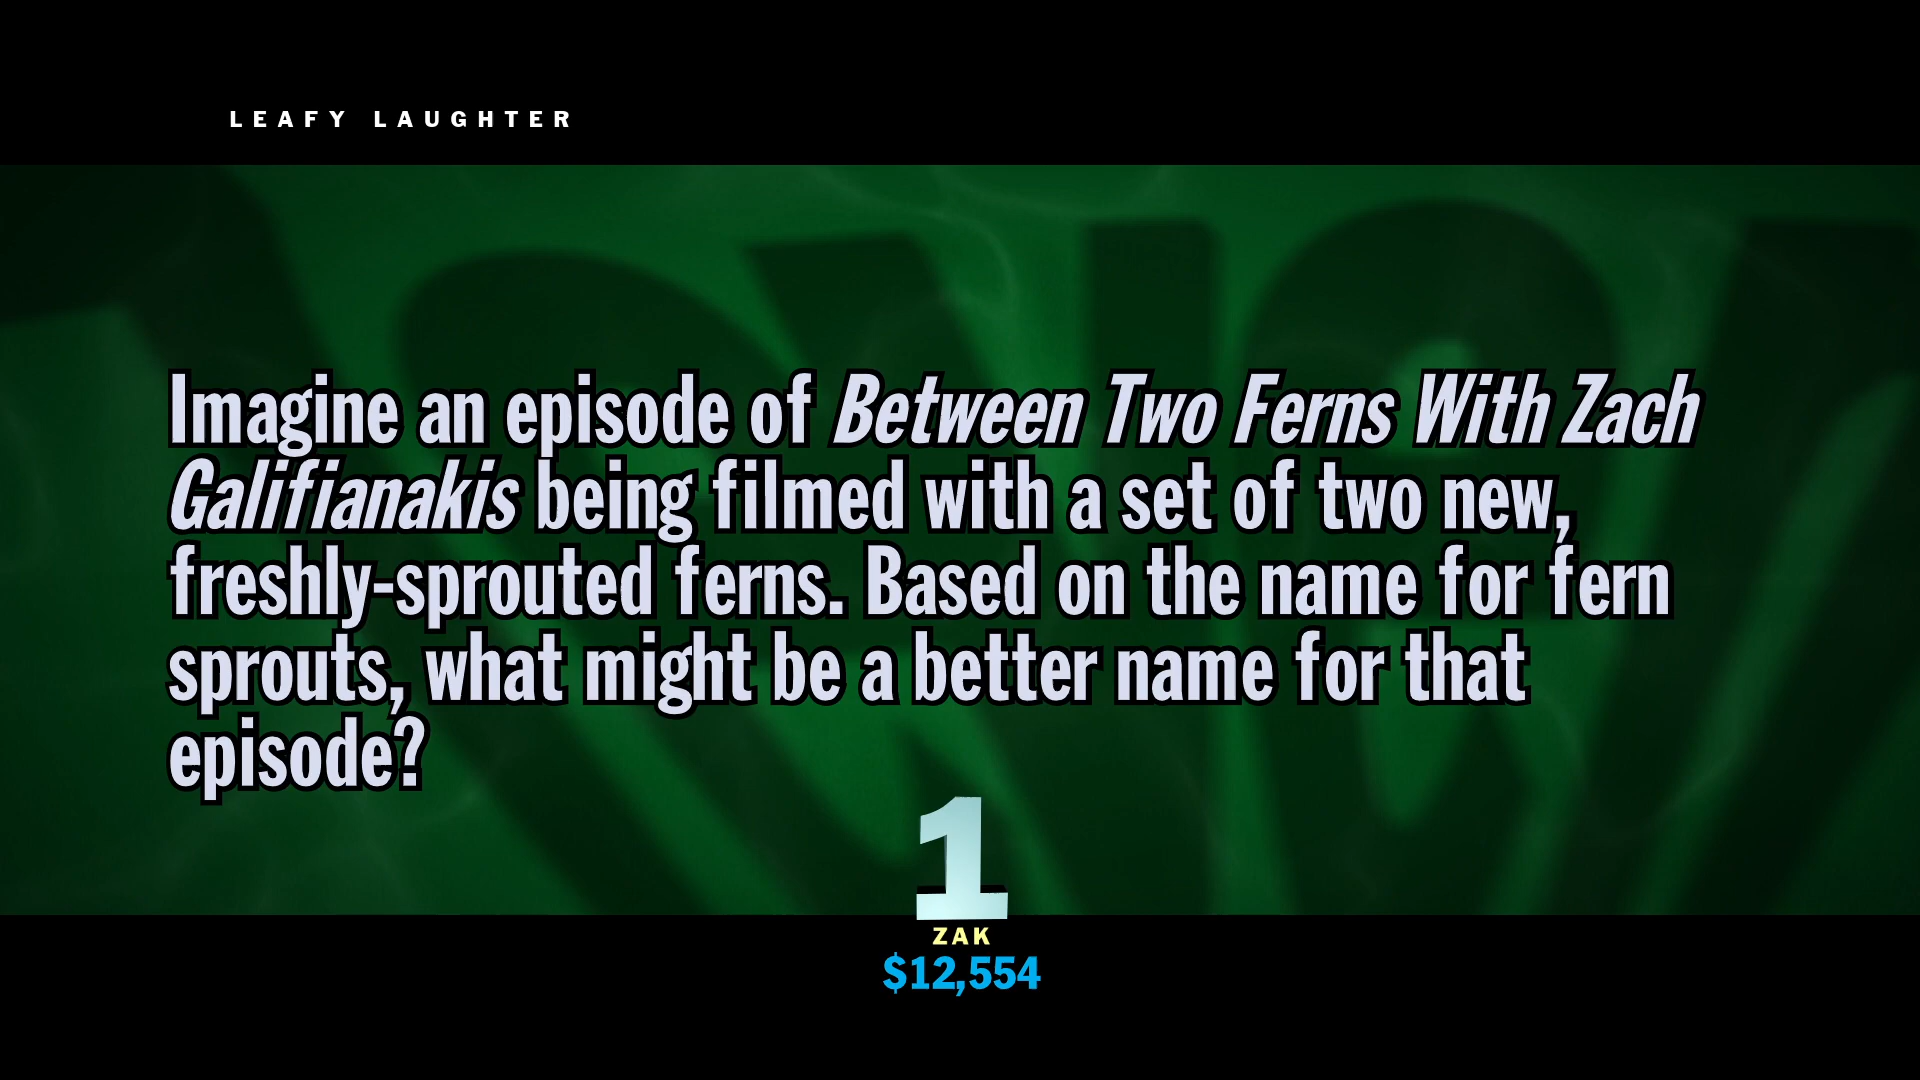 LEAFY LAUGHTER
Imagine an episode of Between Two Ferns With Zach
Galifianakis being filmed with a set of two new,
freshly-sprouted ferns. Based on the name for fern
sprouts, what might be a better name for that
episode?
1
ZAK
$12,554